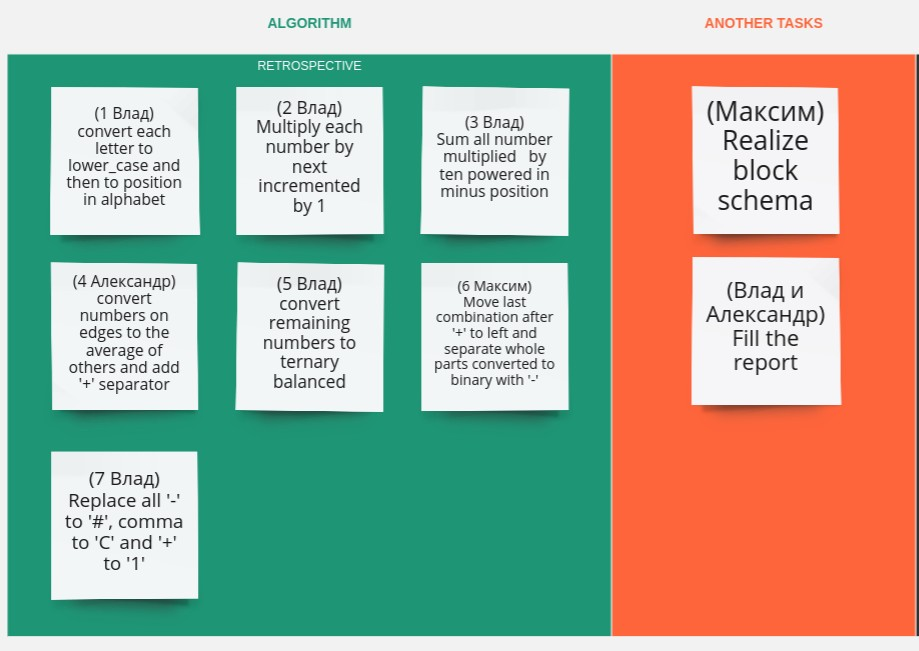 ALGORITHM
ANOTHER TASKS
RETROSPECTIVE
(1 Влад)
convert each
letter to
lower_case and
then to position
in alphabet
(2 Влад)
Multiply each
number by
next
incremented
by 1
(3 Влад)
Sum all number
multiplied by
ten powered in
minus position
(Максим)
Realize
block
schema
(4 Александр)
convert
numbers on
edges to the
average of
others and add
'+' separator
(5 Влад)
convert
remaining
numbers to
ternary
balanced
(6 Максим)
Move last
combination after
'+' to left and
separate whole
parts converted to
binary with '-'
(Влад и
Александр)
Fill the
report
(7 Влад)
Replace all '-'
to '#', comma
to 'C' and '+'
to '1'